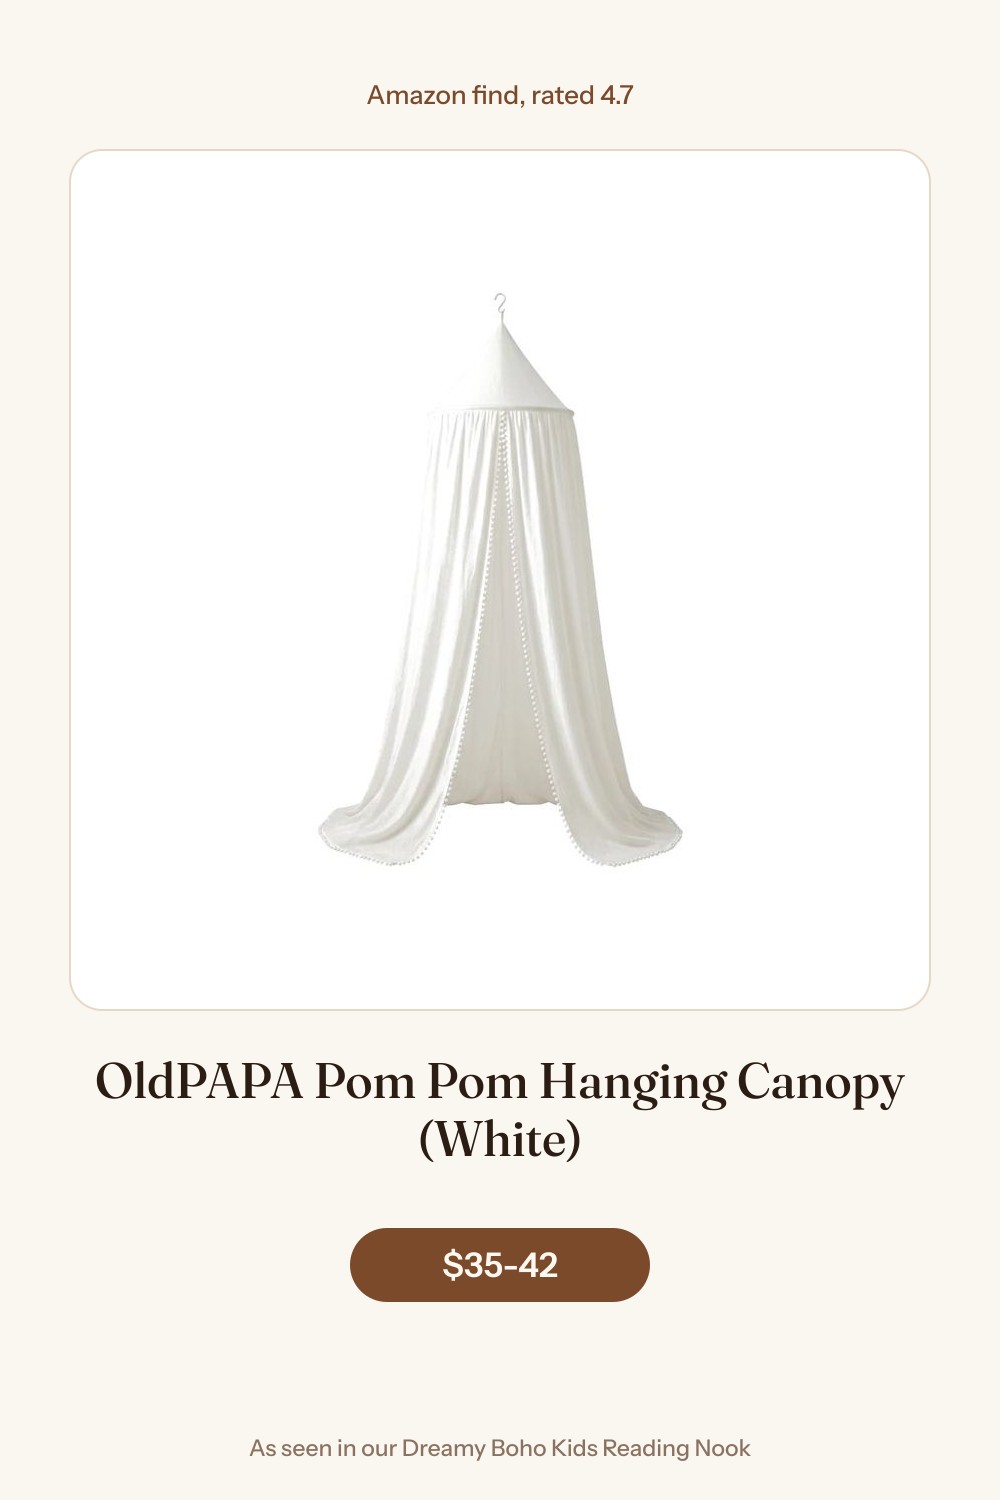 Amazon find, rated 4.7
OldPAPA Pom Pom Hanging Canopy
(White)
$35-42
As seen in our Dreamy Boho Kids Reading Nook